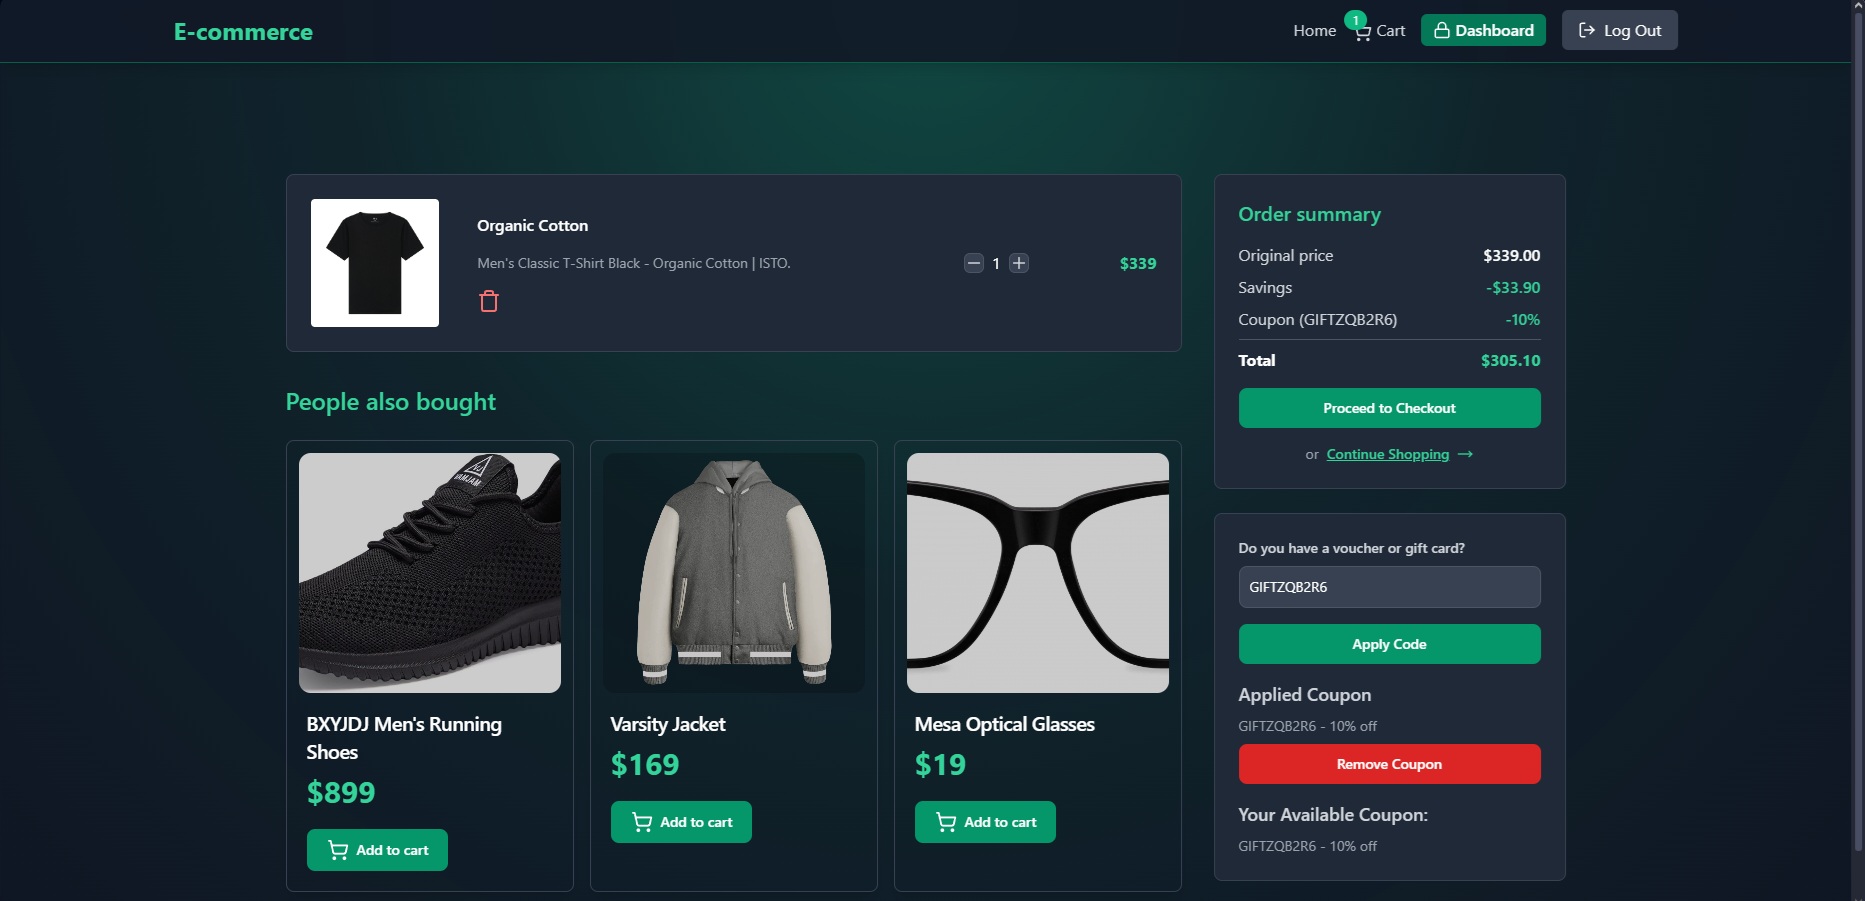 E-commerce
Home
1
Cart
Dashboard
Log Out
Organic Cotton
Men's Classic T-Shirt Black - Organic Cotton | ISTO.
1
$339
People also bought
BXYJDJ Men's Running
Shoes
$899
Add to cart
Varsity Jacket
$169
Add to cart
Mesa Optical Glasses
$19
Add to cart
Order summary
Original price $339.00
Savings -$33.90
Coupon (GIFTZQB2R6) -10%
Total $305.10
Proceed to Checkout
or Continue Shopping →
Do you have a voucher or gift card?
GIFTZQB2R6
Apply Code
Applied Coupon
GIFTZQB2R6 - 10% off
Remove Coupon
Your Available Coupon:
GIFTZQB2R6 - 10% off